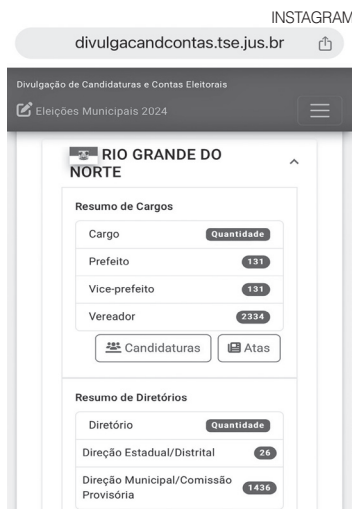 INSTAGRAM
divulgacandcontas.tse.jus.br
Divulgação de Candidaturas e Contas Eleitorais
Eleições Municipais 2024
RIO GRANDE DO
NORTE
Resumo de Cargos
Cargo Quantidade
Prefeito 131
Vice-prefeito 131
Vereador 2334
Candidaturas Atas
Resumo de Diretórios
Diretório Quantidade
Direção Estadual/Distrital 26
Direção Municipal/Comissão
Provisória 1436